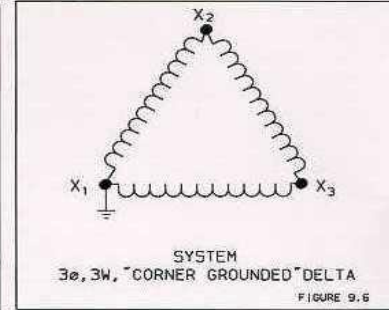 X2
X1
X3
SYSTEM
3ø,3W,"CORNER GROUNDED"DELTA
FIGURE 9.6